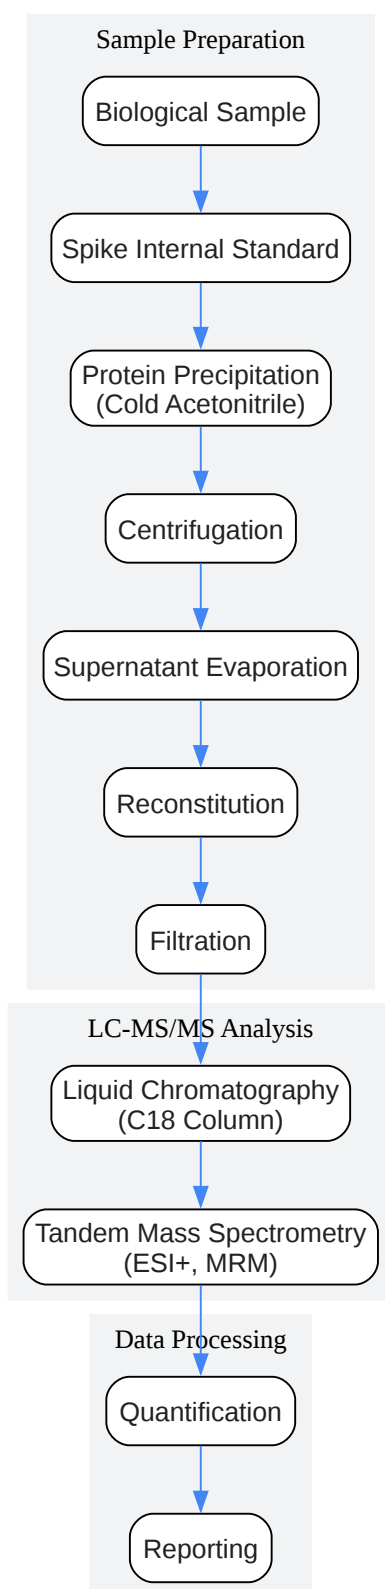 Sample Preparation
Biological Sample
Spike Internal Standard
Protein Precipitation
(Cold Acetonitrile)
Centrifugation
Supernatant Evaporation
Reconstitution
Filtration
LC-MS/MS Analysis
Liquid Chromatography
(C18 Column)
Tandem Mass Spectrometry
(ESI+, MRM)
Data Processing
Quantification
Reporting